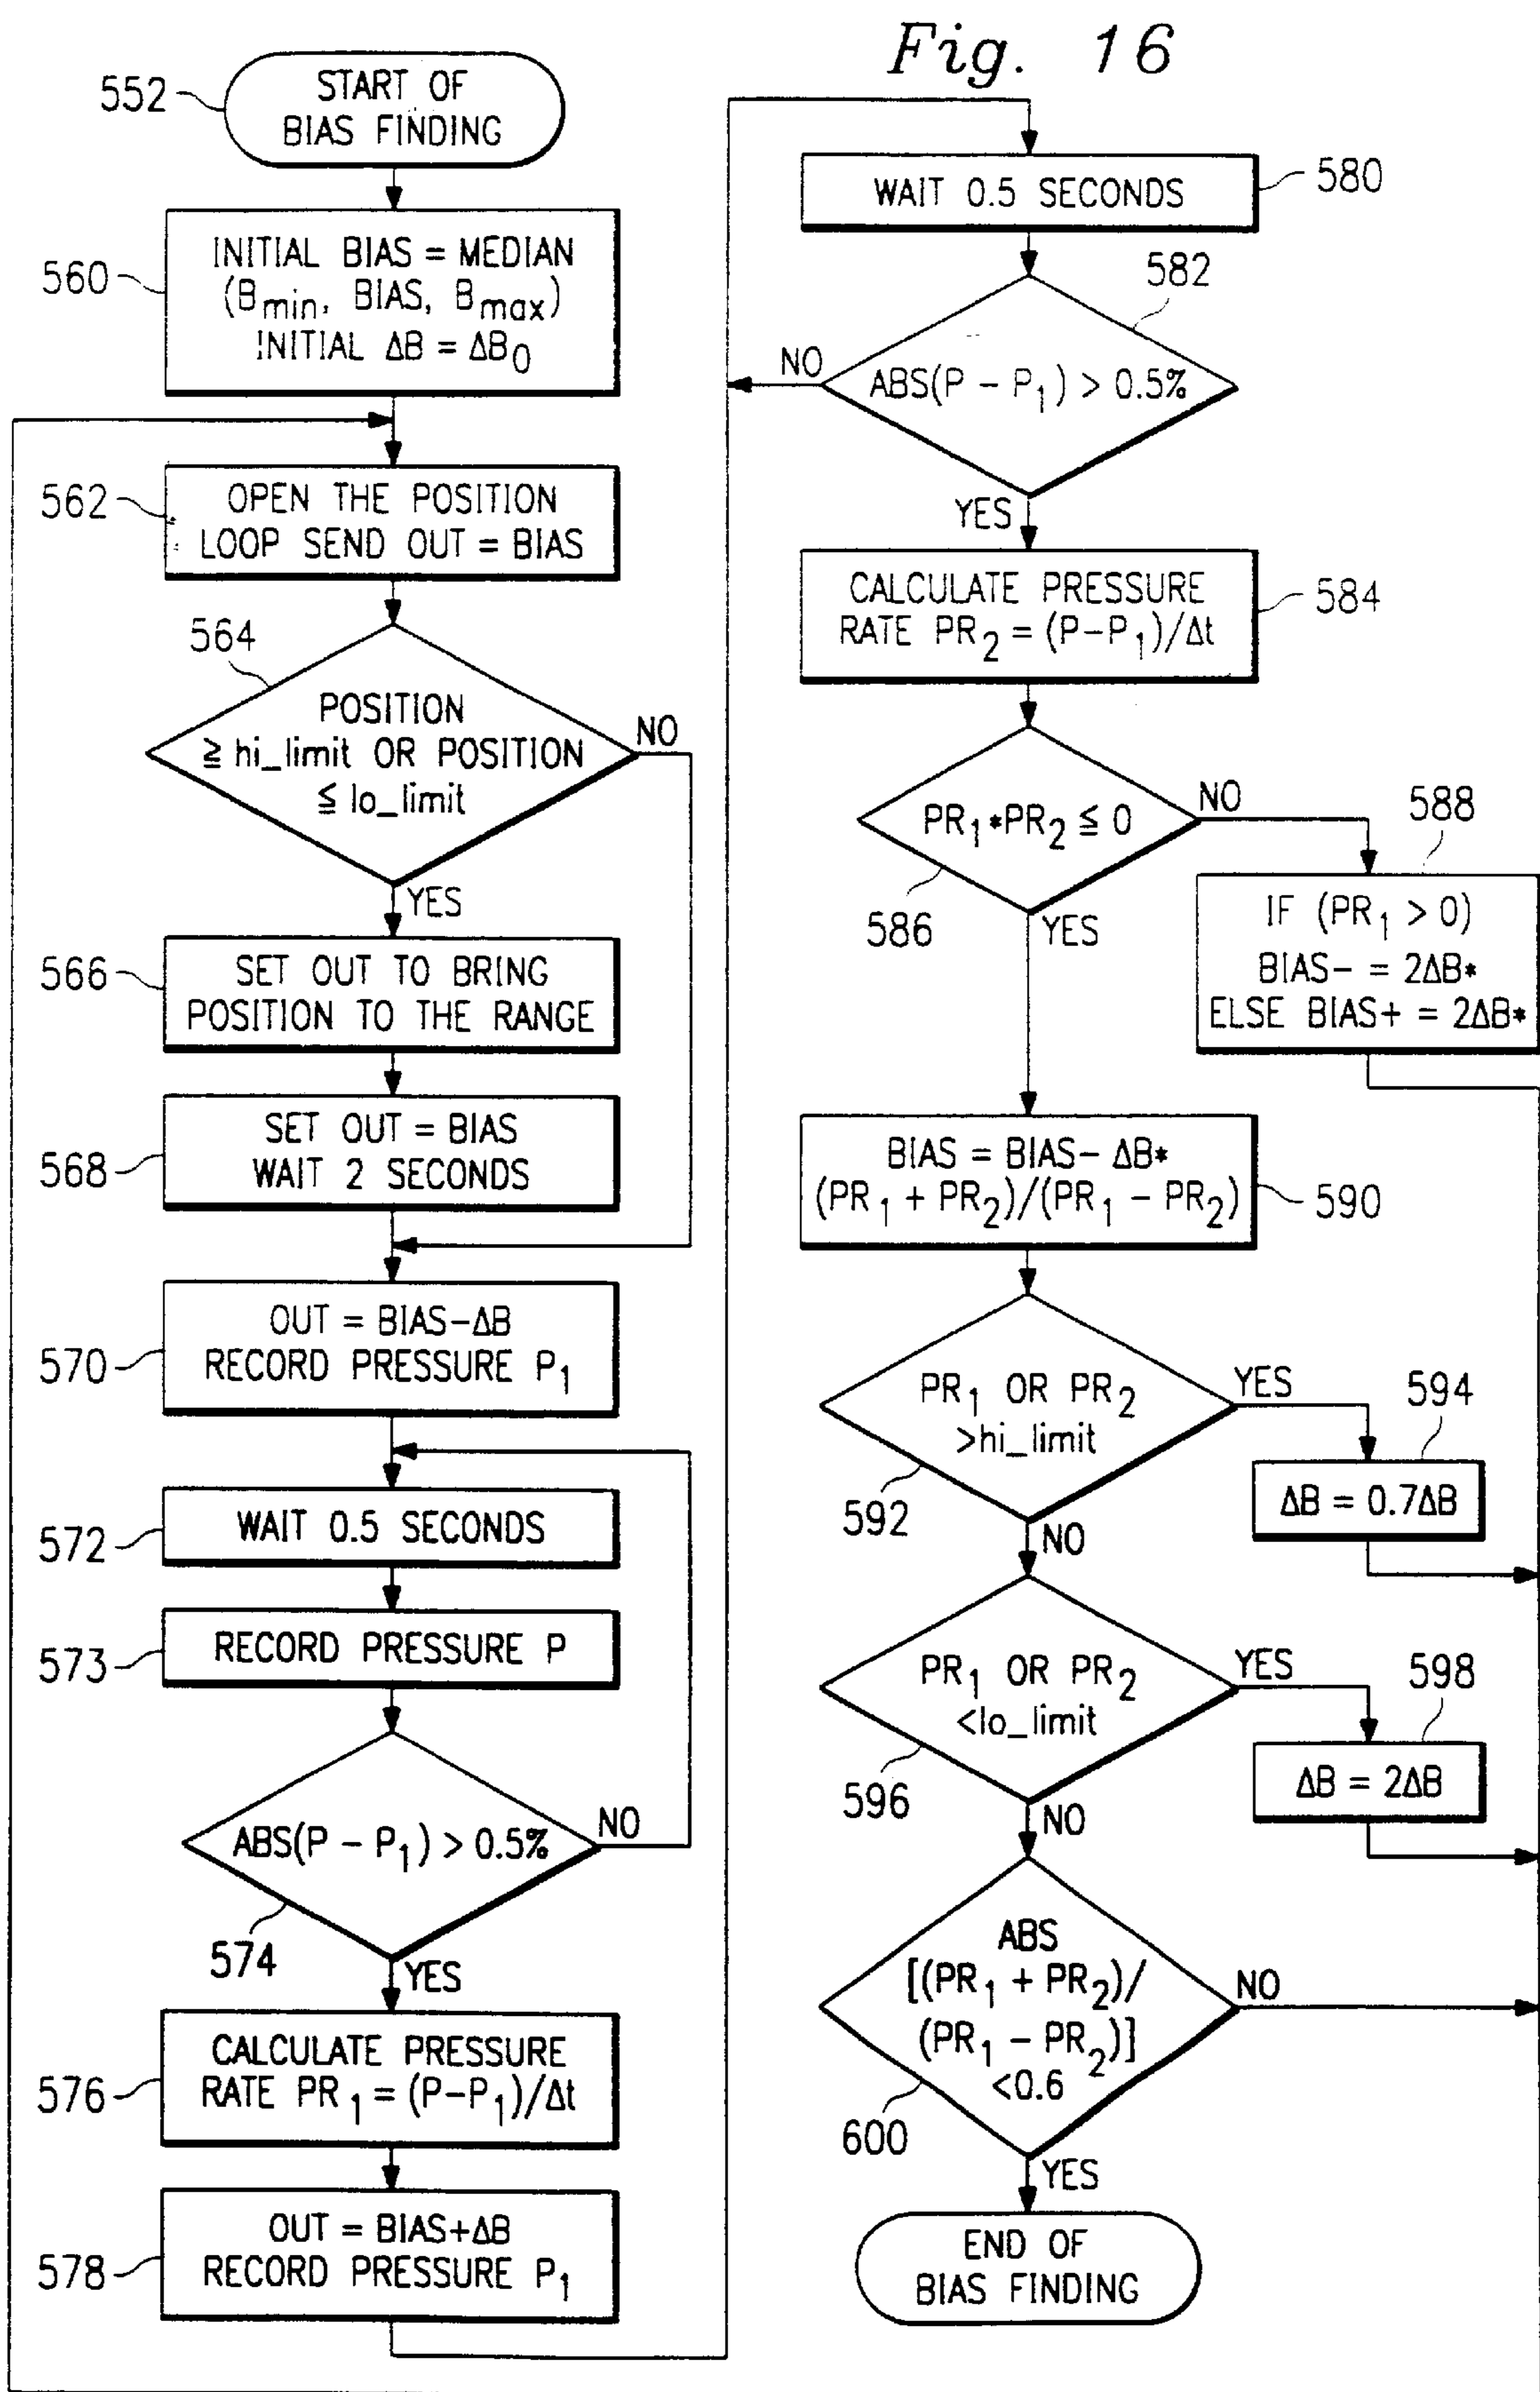 Fig. 16
552
START OF
BIAS FINDING
560
INITIAL BIAS = MEDIAN
(Bmin, BIAS, Bmax)
INITIAL ΔB = ΔB0
562
OPEN THE POSITION
LOOP SEND OUT = BIAS
564
POSITION
≧ hi_limit OR POSITION
≦ lo_limit
NO
YES
566
SET OUT TO BRING
POSITION TO THE RANGE
568
SET OUT = BIAS
WAIT 2 SECONDS
570
OUT = BIAS-ΔB
RECORD PRESSURE P1
572
WAIT 0.5 SECONDS
573
RECORD PRESSURE P
ABS(P - P1) > 0.5%
NO
574
YES
576
CALCULATE PRESSURE
RATE PR1 = (P-P1)/Δt
578
OUT = BIAS+ΔB
RECORD PRESSURE P1
WAIT 0.5 SECONDS
580
582
NO
ABS(P - P1) > 0.5%
YES
CALCULATE PRESSURE
RATE PR2 = (P-P1)/Δt
584
PR1*PR2 ≦ 0
NO
586
YES
588
IF (PR1 > 0)
BIAS- = 2ΔB*
ELSE BIAS+ = 2ΔB*
BIAS = BIAS- ΔB*
(PR1 + PR2)/(PR1 - PR2)
590
PR1 OR PR2
>hi_limit
YES
592
NO
594
ΔB = 0.7ΔB
PR1 OR PR2
<lo_limit
YES
596
NO
598
ΔB = 2ΔB
ABS
[(PR1 + PR2)/
(PR1 - PR2)]
<0.6
NO
600
YES
END OF
BIAS FINDING